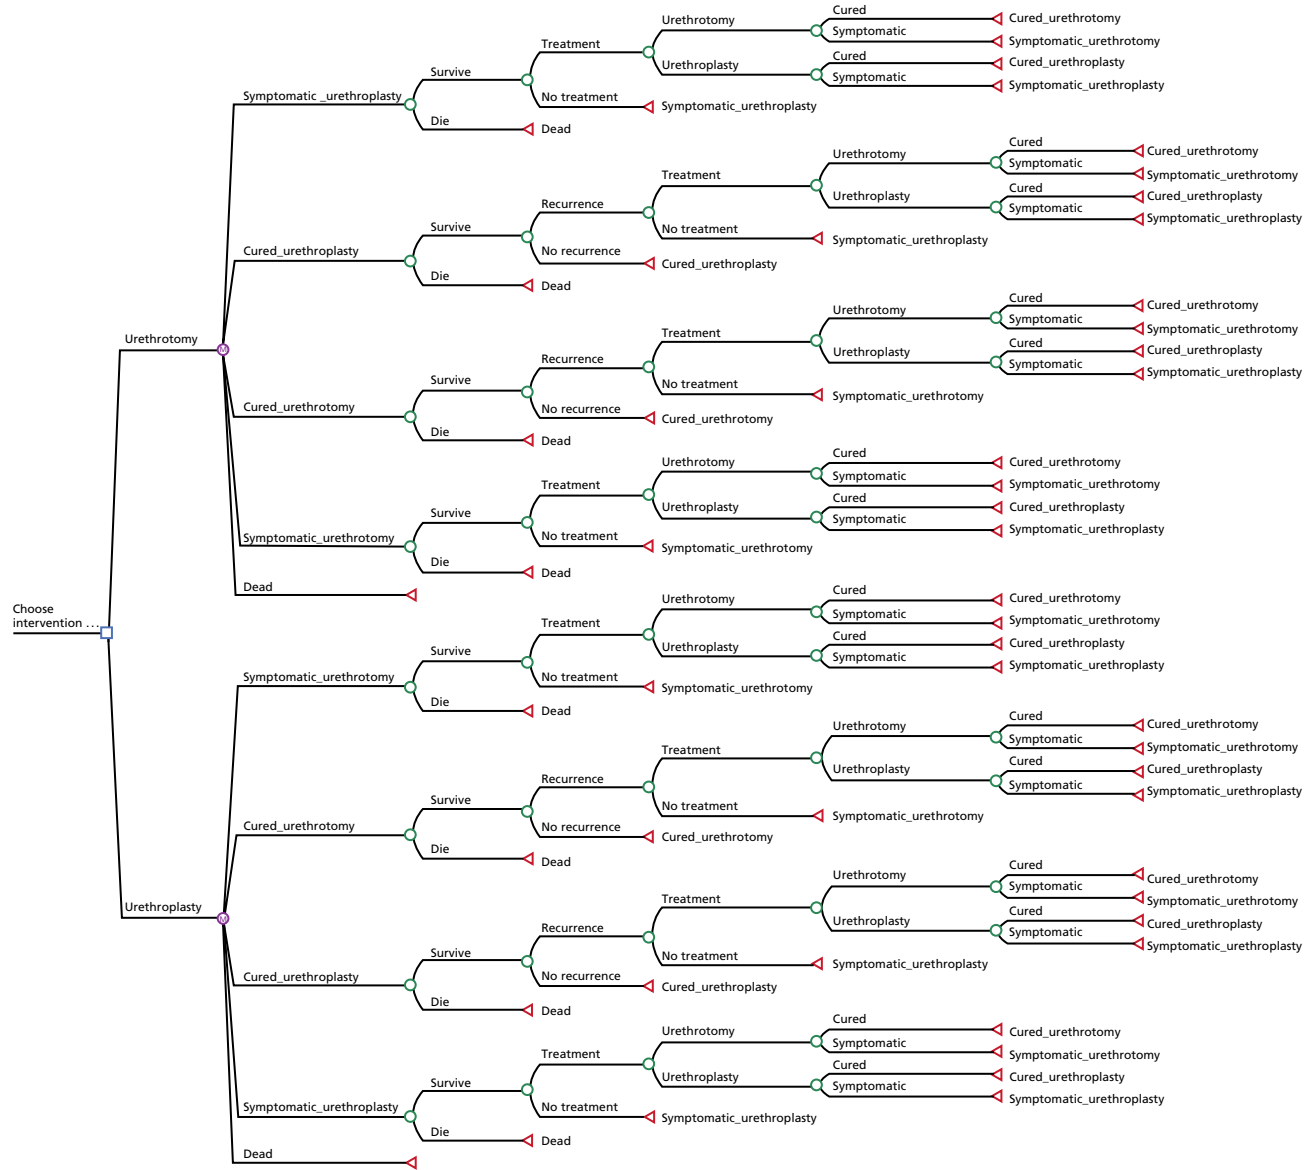 Choose
intervention ...
Urethrotomy
Symptomatic _urethroplasty
Survive
Treatment
Urethrotomy
Cured
Cured_urethrotomy
Symptomatic
Symptomatic_urethrotomy
Urethroplasty
Cured
Cured_urethroplasty
Symptomatic
Symptomatic_urethroplasty
No treatment
Symptomatic_urethroplasty
Die
Dead
Cured_urethroplasty
Survive
Recurrence
Treatment
Urethrotomy
Cured
Cured_urethrotomy
Symptomatic
Symptomatic_urethrotomy
Urethroplasty
Cured
Cured_urethroplasty
Symptomatic
Symptomatic_urethroplasty
No treatment
Symptomatic_urethroplasty
No recurrence
Cured_urethroplasty
Die
Dead
Cured_urethrotomy
Survive
Recurrence
Treatment
Urethrotomy
Cured
Cured_urethrotomy
Symptomatic
Symptomatic_urethrotomy
Urethroplasty
Cured
Cured_urethroplasty
Symptomatic
Symptomatic_urethroplasty
No treatment
Symptomatic_urethrotomy
No recurrence
Cured_urethrotomy
Die
Dead
Symptomatic_urethrotomy
Survive
Treatment
Urethrotomy
Cured
Cured_urethrotomy
Symptomatic
Symptomatic_urethrotomy
Urethroplasty
Cured
Cured_urethroplasty
Symptomatic
Symptomatic_urethroplasty
No treatment
Symptomatic_urethrotomy
Die
Dead
Dead
M
Urethroplasty
Symptomatic_urethrotomy
Survive
Treatment
Urethrotomy
Cured
Cured_urethrotomy
Symptomatic
Symptomatic_urethrotomy
Urethroplasty
Cured
Cured_urethroplasty
Symptomatic
Symptomatic_urethroplasty
No treatment
Symptomatic_urethrotomy
Die
Dead
Cured_urethrotomy
Survive
Recurrence
Treatment
Urethrotomy
Cured
Cured_urethrotomy
Symptomatic
Symptomatic_urethrotomy
Urethroplasty
Cured
Cured_urethroplasty
Symptomatic
Symptomatic_urethroplasty
No treatment
Symptomatic_urethrotomy
No recurrence
Cured_urethrotomy
Die
Dead
Cured_urethroplasty
Survive
Recurrence
Treatment
Urethrotomy
Cured
Cured_urethrotomy
Symptomatic
Symptomatic_urethrotomy
Urethroplasty
Cured
Cured_urethroplasty
Symptomatic
Symptomatic_urethroplasty
No treatment
Symptomatic_urethroplasty
No recurrence
Cured_urethroplasty
Die
Dead
Symptomatic_urethroplasty
Survive
Treatment
Urethrotomy
Cured
Cured_urethrotomy
Symptomatic
Symptomatic_urethrotomy
Urethroplasty
Cured
Cured_urethroplasty
Symptomatic
Symptomatic_urethroplasty
No treatment
Symptomatic_urethroplasty
Die
Dead
Dead
M